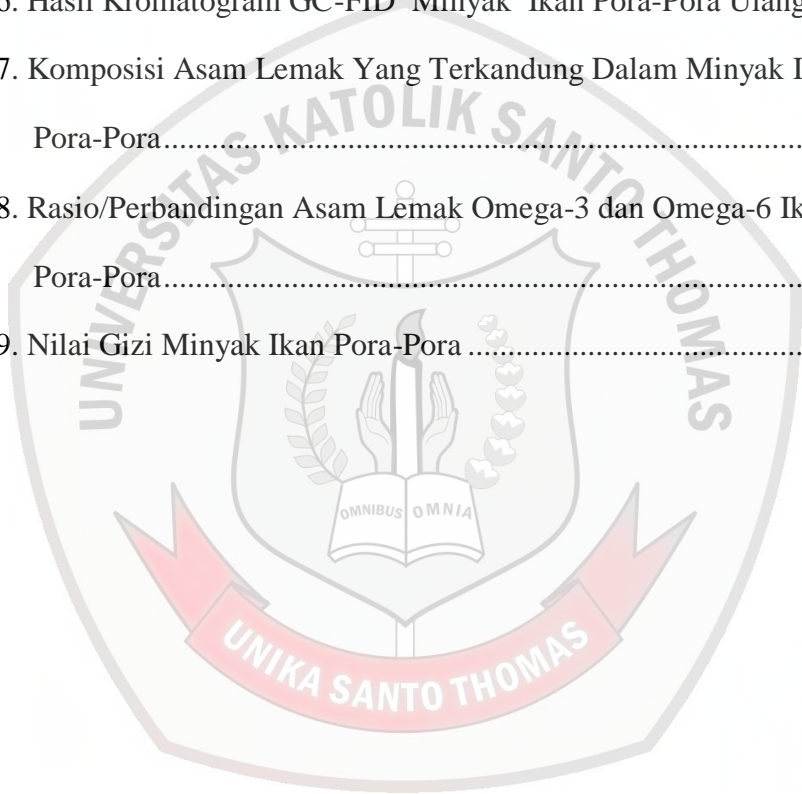 6. Hasil Kromatogram GC-FID Minyak Ikan Pora-Pora Ulang
7. Komposisi Asam Lemak Yang Terkandung Dalam Minyak
Pora-Pora
8. Rasio/Perbandingan Asam Lemak Omega-3 dan Omega-6
Pora-Pora
9. Nilai Gizi Minyak Ikan Pora-Pora
UNIVERSITAS KATOLIK SANTO THOMAS
OMNIBUS OMNIA
UNIKA SANTO THOMAS